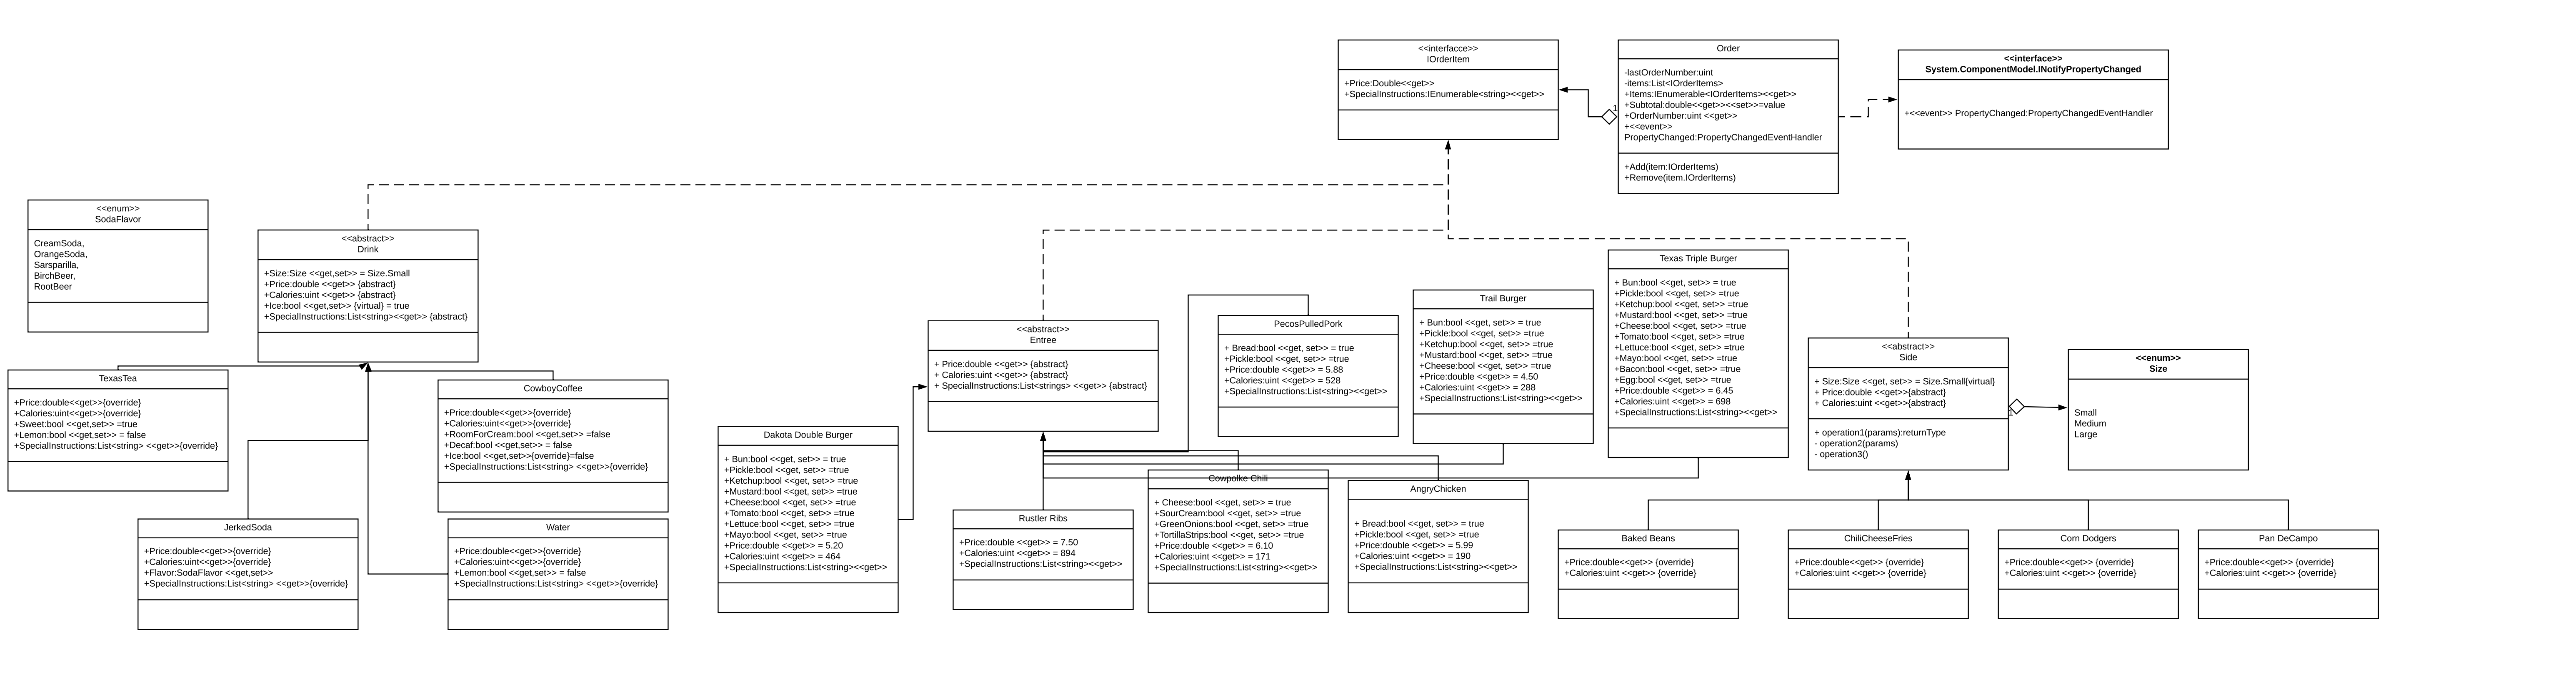 <<interfacce>>
IOrderItem
+Price:Double<<get>>
+SpecialInstructions:IEnumerable<string><<get>>
Order
-lastOrderNumber:uint
-items:List<IOrderItems>
+Items:IEnumerable<IOrderItems><<get>>
+Subtotal:double<<get>><<set>>=value
+OrderNumber:uint <<get>>
+<<event>>
PropertyChanged:PropertyChangedEventHandler
+Add(item:IOrderItems)
+Remove(item.IOrderItems)
1
<<interface>>
System.ComponentModel.INotifyPropertyChanged
+<<event>> PropertyChanged:PropertyChangedEventHandler
<<enum>>
SodaFlavor
CreamSoda,
OrangeSoda,
Sarsparilla,
BirchBeer,
RootBeer
<<abstract>>
Drink
+Size:Size <<get,set>> = Size.Small
+Price:double <<get>> {abstract}
+Calories:uint <<get>> {abstract}
+Ice:bool <<get,set>> {virtual} = true
+SpecialInstructions:List<string><<get>> {abstract}
TexasTea
+Price:double<<get>>{override}
+Calories:uint<<get>>{override}
+Sweet:bool <<get,set>> =true
+Lemon:bool <<get,set>> = false
+SpecialInstructions:List<string> <<get>>{override}
CowboyCoffee
+Price:double<<get>>{override}
+Calories:uint<<get>>{override}
+RoomForCream:bool <<get,set>> =false
+Decaf:bool <<get,set>> = false
+Ice:bool <<get,set>>{override}=false
+SpecialInstructions:List<string> <<get>>{override}
JerkedSoda
+Price:double<<get>>{override}
+Calories:uint<<get>>{override}
+Flavor:SodaFlavor <<get,set>>
+SpecialInstructions:List<string> <<get>>{override}
Water
+Price:double<<get>>{override}
+Calories:uint<<get>>{override}
+Lemon:bool <<get,set>> = false
+SpecialInstructions:List<string> <<get>>{override}
<<abstract>>
Entree
+ Price:double <<get>> {abstract}
+ Calories:uint <<get>> {abstract}
+ SpecialInstructions:List<strings> <<get>> {abstract}
Dakota Double Burger
+ Bun:bool <<get, set>> = true
+Pickle:bool <<get, set>> =true
+Ketchup:bool <<get, set>> =true
+Mustard:bool <<get, set>> =true
+Cheese:bool <<get, set>> =true
+Tomato:bool <<get, set>> =true
+Lettuce:bool <<get, set>> =true
+Mayo:bool <<get, set>> =true
+Price:double <<get>> = 5.20
+Calories:uint <<get>> = 464
+SpecialInstructions:List<string><<get>>
Rustler Ribs
+Price:double <<get>> = 7.50
+Calories:uint <<get>> = 894
+SpecialInstructions:List<string><<get>>
Cowpolke Chili
+ Cheese:bool <<get, set>> = true
+SourCream:bool <<get, set>> =true
+GreenOnions:bool <<get, set>> =true
+TortillaStrips:bool <<get, set>> =true
+Price:double <<get>> = 6.10
+Calories:uint <<get>> = 171
+SpecialInstructions:List<string><<get>>
AngryChicken
+ Bread:bool <<get, set>> = true
+Pickle:bool <<get, set>> =true
+Price:double <<get>> = 5.99
+Calories:uint <<get>> = 190
+SpecialInstructions:List<string><<get>>
PecosPulledPork
+ Bread:bool <<get, set>> = true
+Pickle:bool <<get, set>> =true
+Price:double <<get>> = 5.88
+Calories:uint <<get>> = 528
+SpecialInstructions:List<string><<get>>
Trail Burger
+ Bun:bool <<get, set>> = true
+Pickle:bool <<get, set>> =true
+Ketchup:bool <<get, set>> =true
+Mustard:bool <<get, set>> =true
+Cheese:bool <<get, set>> =true
+Price:double <<get>> = 4.50
+Calories:uint <<get>> = 288
+SpecialInstructions:List<string><<get>>
Texas Triple Burger
+ Bun:bool <<get, set>> = true
+Pickle:bool <<get, set>> =true
+Ketchup:bool <<get, set>> =true
+Mustard:bool <<get, set>> =true
+Cheese:bool <<get, set>> =true
+Tomato:bool <<get, set>> =true
+Lettuce:bool <<get, set>> =true
+Mayo:bool <<get, set>> =true
+Bacon:bool <<get, set>> =true
+Egg:bool <<get, set>> =true
+Price:double <<get>> = 6.45
+Calories:uint <<get>> = 698
+SpecialInstructions:List<string><<get>>
<<abstract>>
Side
+ Size:Size <<get, set>> = Size.Small{virtual}
+ Price:double <<get>>{abstract}
+ Calories:uint <<get>>{abstract}
+ operation1(params):returnType
- operation2(params)
- operation3()
1
<<enum>>
Size
Small
Medium
Large
Baked Beans
+Price:double<<get>> {override}
+Calories:uint <<get>> {override}
ChiliCheeseFries
+Price:double<<get>> {override}
+Calories:uint <<get>> {override}
Corn Dodgers
+Price:double<<get>> {override}
+Calories:uint <<get>> {override}
Pan DeCampo
+Price:double<<get>> {override}
+Calories:uint <<get>> {override}